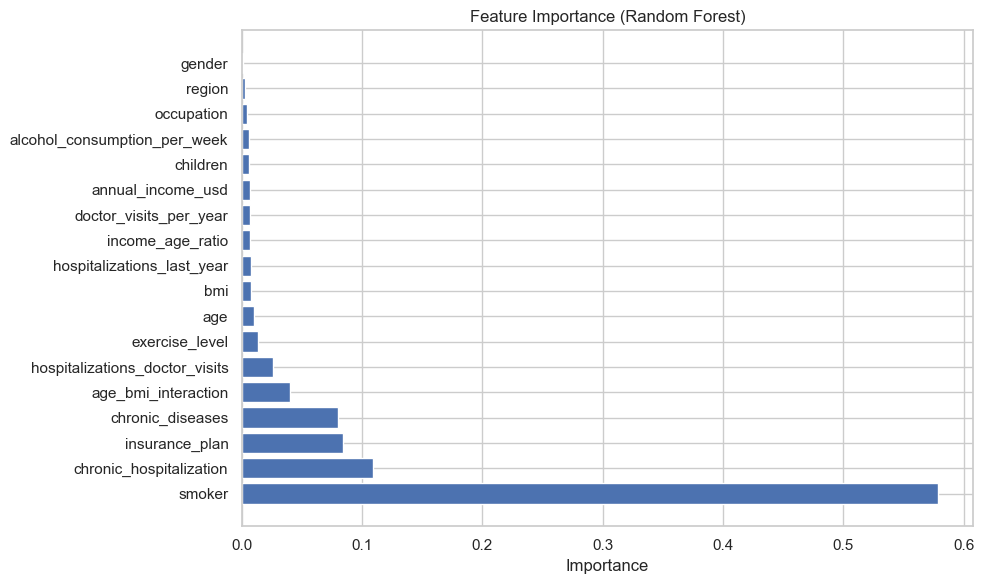 Feature Importance (Random Forest)
gender
region
occupation
alcohol_consumption_per_week
children
annual_income_usd
doctor_visits_per_year
income_age_ratio
hospitalizations_last_year
bmi
age
exercise_level
hospitalizations_doctor_visits
age_bmi_interaction
chronic_diseases
insurance_plan
chronic_hospitalization
smoker
0.0 0.1 0.2 0.3 0.4 0.5 0.6
Importance